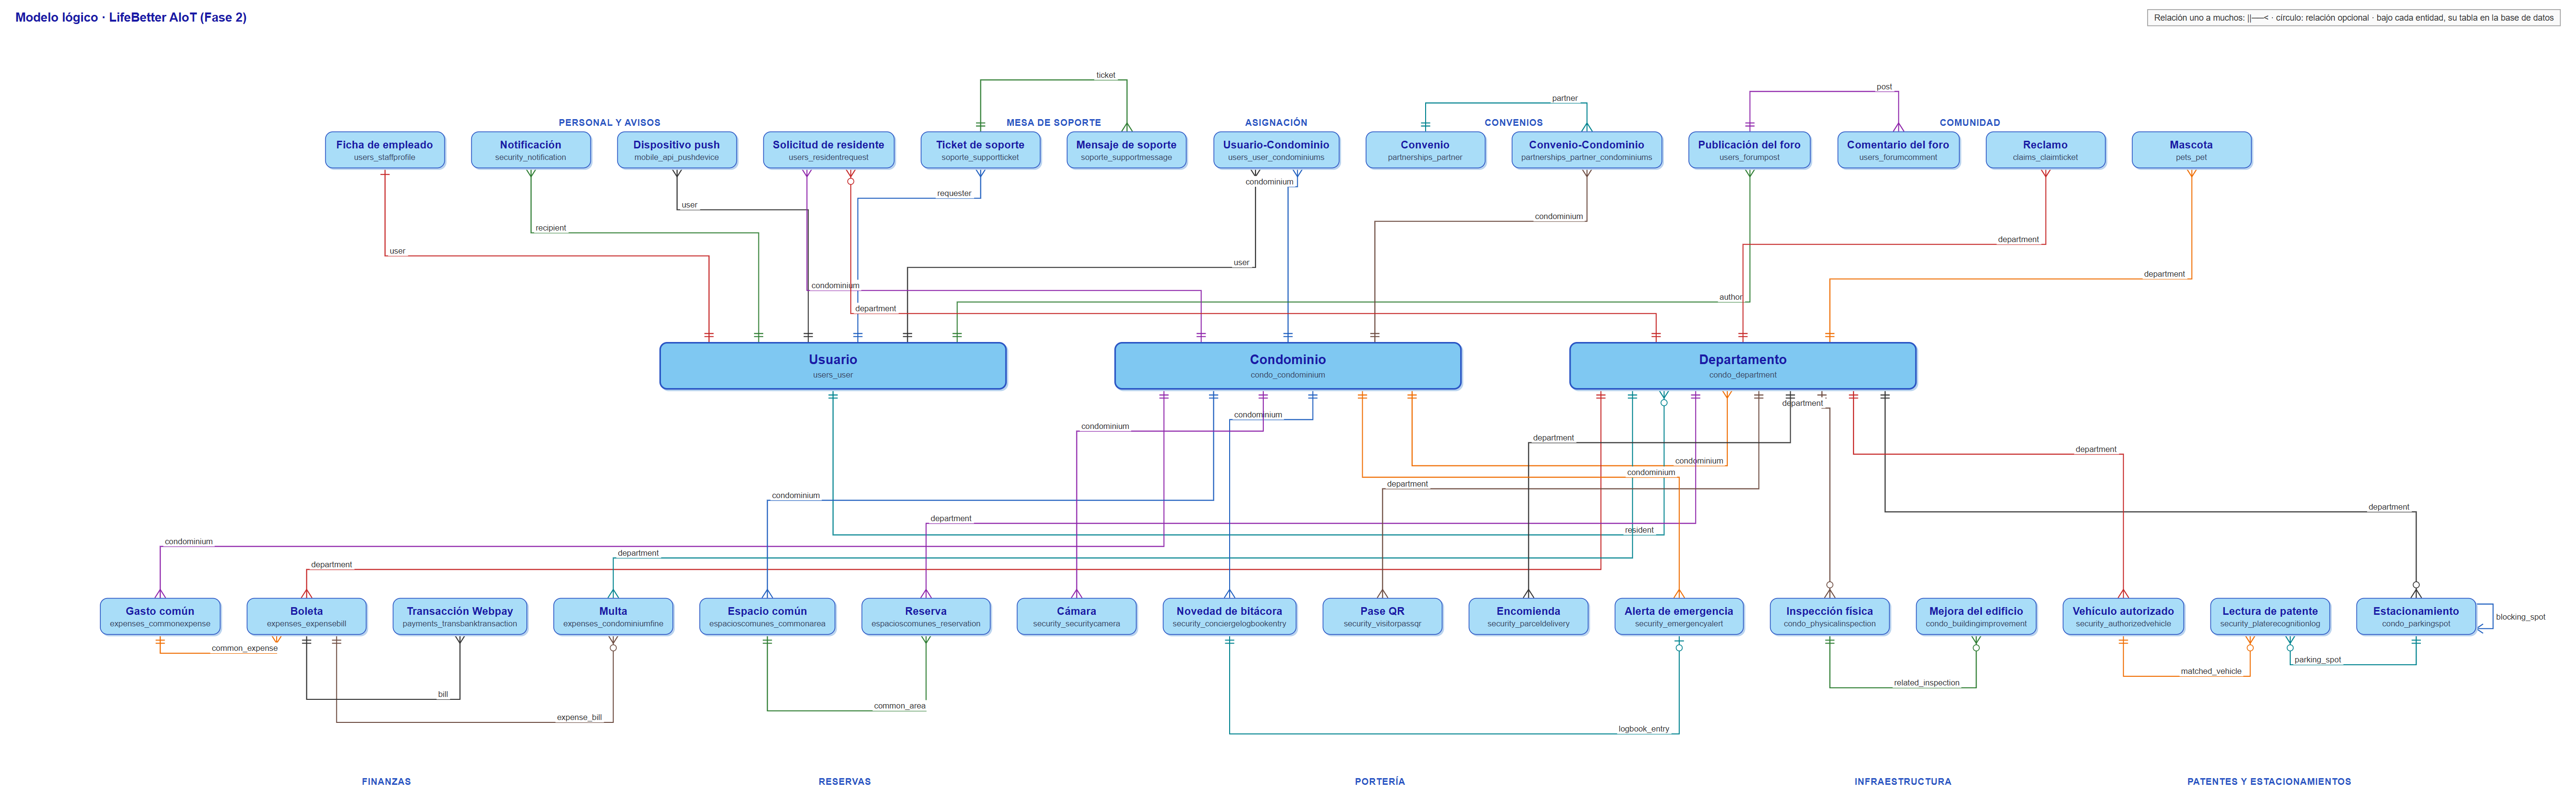 Modelo lógico · LifeBetter AIoT (Fase 2)
Relación uno a muchos: ||—< · círculo: relación opcional · bajo cada entidad, su tabla en la base de datos
ticket
post
partner
PERSONAL Y AVISOS
MESA DE SOPORTE
ASIGNACIÓN
CONVENIOS
COMUNIDAD
Ficha de empleado
users_staffprofile
Notificación
security_notification
Dispositivo push
mobile_api_pushdevice
Solicitud de residente
users_residentrequest
Ticket de soporte
soporte_supportticket
Mensaje de soporte
soporte_supportmessage
Usuario-Condominio
users_user_condominiums
Convenio
partnerships_partner
Convenio-Condominio
partnerships_partner_condominiums
Publicación del foro
users_forumpost
Comentario del foro
users_forumcomment
Reclamo
claims_claimticket
Mascota
pets_pet
condominium
requester
user
condominium
recipient
department
user
user
department
condominium
author
department
Usuario
users_user
Condominio
condo_condominium
Departamento
condo_department
department
condominium
condominium
department
department
condominium
condominium
department
condominium
department
department
resident
condominium
department
department
Gasto común
expenses_commonexpense
Boleta
expenses_expensebill
Transacción Webpay
payments_transbanktransaction
Multa
expenses_condominiumfine
Espacio común
espacioscomunes_commonarea
Reserva
espacioscomunes_reservation
Cámara
security_securitycamera
Novedad de bitácora
security_conciergelogbookentry
Pase QR
security_visitorpassqr
Encomienda
security_parceldelivery
Alerta de emergencia
security_emergencyalert
Inspección física
condo_physicalinspection
Mejora del edificio
condo_buildingimprovement
Vehículo autorizado
security_authorizedvehicle
Lectura de patente
security_platerecognitionlog
Estacionamiento
condo_parkingspot
blocking_spot
common_expense
parking_spot
matched_vehicle
related_inspection
bill
common_area
expense_bill
logbook_entry
FINANZAS
RESERVAS
PORTERÍA
INFRAESTRUCTURA
PATENTES Y ESTACIONAMIENTOS